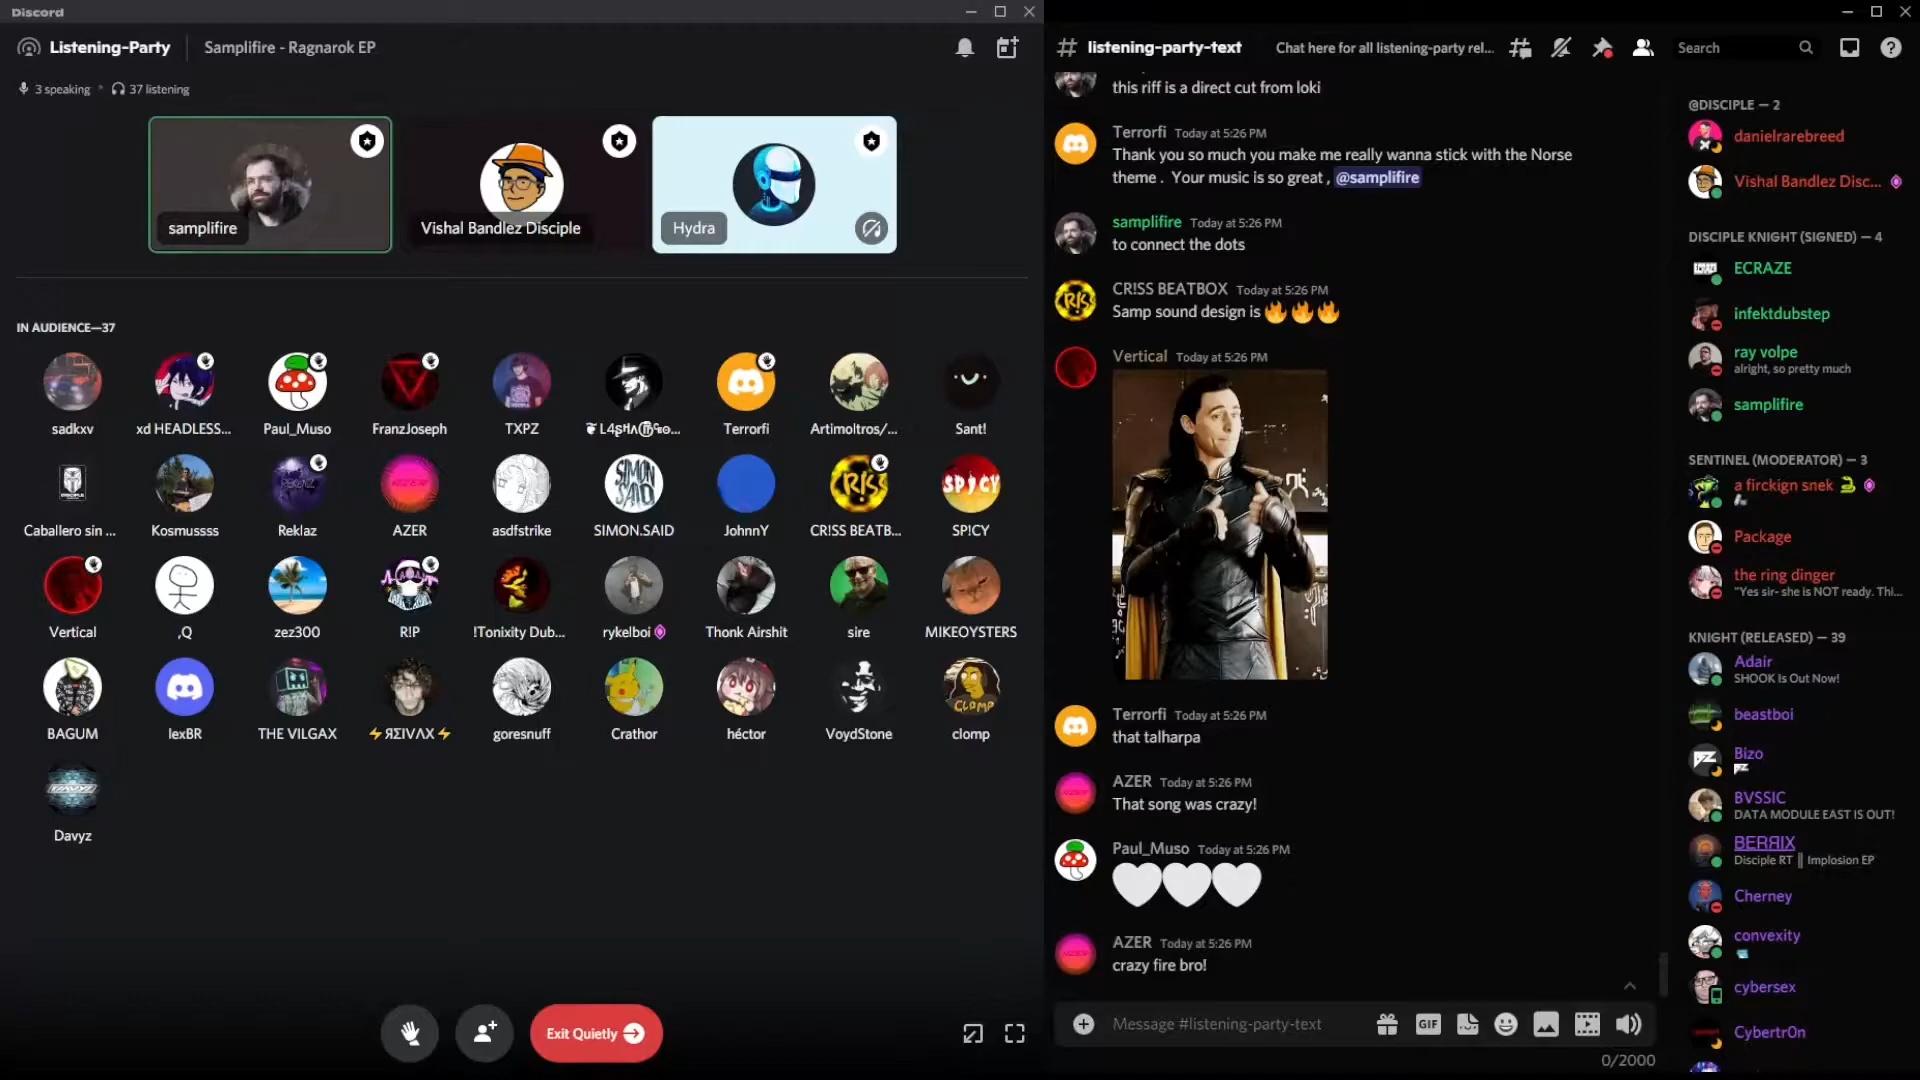 Discord
Listening-Party
Samplifire - Ragnarok EP
3 speaking
37 listening
samplifire
Vishal Bandlez Disciple
Hydra
IN AUDIENCE—37
sadkxv
xd HEADLESS...
Paul_Muso
FranzJoseph
TXPZ
Terrorfi
Artimoltros/...
Sant!
Caballero sin ...
Kosmussss
Reklaz
AZER
asdfstrike
SIMON.SAID
JohnnY
CR!SS BEATB...
SP!CY
Vertical
,Q
zez300
R!P
!Tonixity Dub...
rykelboi
Thonk Airshit
sire
MIKEOYSTERS
BAGUM
lexBR
THE VILGAX
⚡ЯΣIVΛX⚡
goresnuff
Crathor
héctor
VoydStone
clomp
Davyz
Exit Quietly
# listening-party-text
Chat here for all listening-party rel...
Search
this riff is a direct cut from loki
Terrorfi Today at 5:26 PM
Thank you so much you make me really wanna stick with the Norse
theme . Your music is so great , @samplifire
samplifire Today at 5:26 PM
to connect the dots
CR!SS BEATBOX Today at 5:26 PM
Samp sound design is 🔥🔥🔥
Vertical Today at 5:26 PM
Terrorfi Today at 5:26 PM
that talharpa
AZER Today at 5:26 PM
That song was crazy!
Paul_Muso Today at 5:26 PM
AZER Today at 5:26 PM
crazy fire bro!
Message #listening-party-text
GIF
0/2000
@DISCIPLE — 2
danielrarebreed
Vishal Bandlez Disc...
DISCIPLE KNIGHT (SIGNED) — 4
ECRAZE
infektdubstep
ray volpe
alright, so pretty much
samplifire
SENTINEL (MODERATOR) — 3
a firckign snek
Package
the ring dinger
"Yes sir- she is NOT ready. Thi...
KNIGHT (RELEASED) — 39
Adair
SHOOK Is Out Now!
beastboi
Bizo
BVSSIC
DATA MODULE EAST IS OUT!
BEЯЯIX
Disciple RT || Implosion EP
Cherney
convexity
cybersex
Cybertr0n